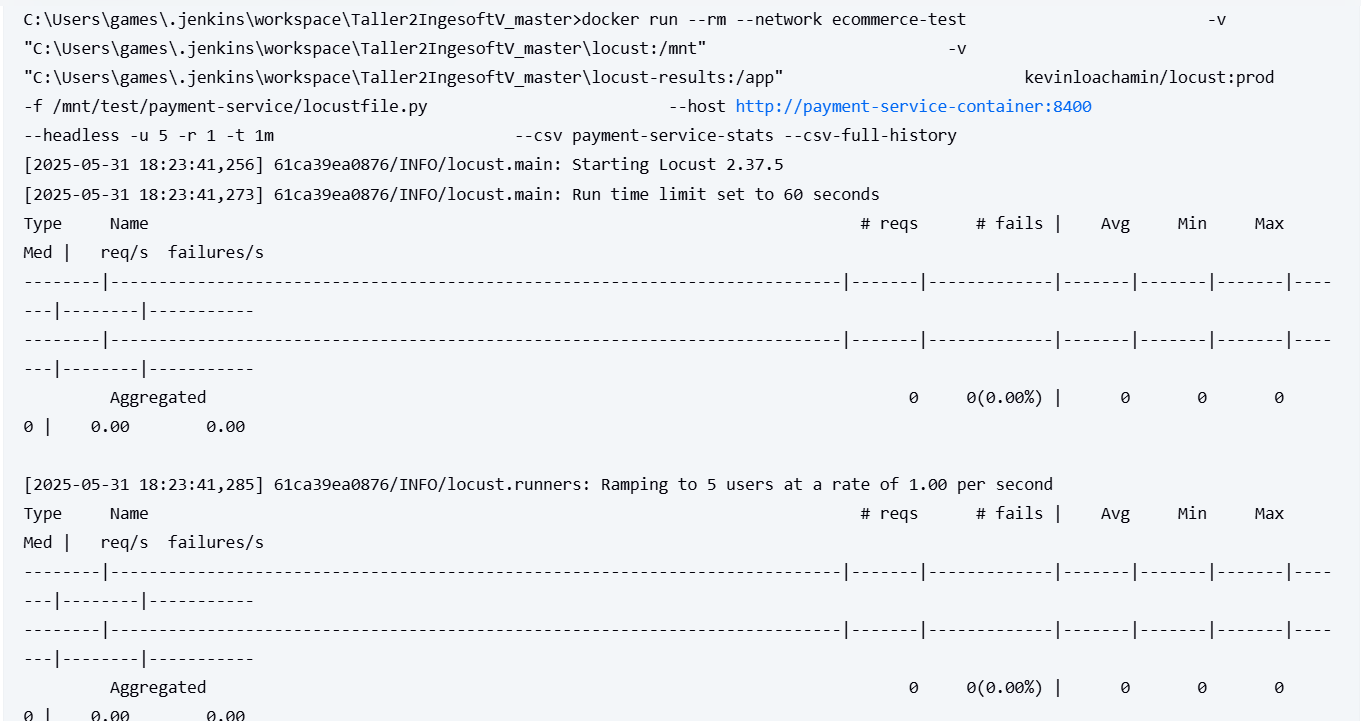 C:\Users\games\.jenkins\workspace\Taller2IngesoftV_master>docker run --rm --network ecommerce-test                         -v
"C:\Users\games\.jenkins\workspace\Taller2IngesoftV_master\locust:/mnt"                         -v
"C:\Users\games\.jenkins\workspace\Taller2IngesoftV_master\locust-results:/app"                         kevinloachamin/locust:prod
-f /mnt/test/payment-service/locustfile.py                         --host http://payment-service-container:8400
--headless -u 5 -r 1 -t 1m                         --csv payment-service-stats --csv-full-history
[2025-05-31 18:23:41,256] 61ca39ea0876/INFO/locust.main: Starting Locust 2.37.5
[2025-05-31 18:23:41,273] 61ca39ea0876/INFO/locust.main: Run time limit set to 60 seconds
Type     Name                                                                          # reqs      # fails |    Avg     Min     Max
Med |   req/s  failures/s
--------|----------------------------------------------------------------------------|-------|-------------|-------|-------|-------|----
---|--------|-----------
--------|----------------------------------------------------------------------------|-------|-------------|-------|-------|-------|----
---|--------|-----------
         Aggregated                                                                         0     0(0.00%) |      0       0       0
0 |    0.00        0.00
[2025-05-31 18:23:41,285] 61ca39ea0876/INFO/locust.runners: Ramping to 5 users at a rate of 1.00 per second
Type     Name                                                                          # reqs      # fails |    Avg     Min     Max
Med |   req/s  failures/s
--------|----------------------------------------------------------------------------|-------|-------------|-------|-------|-------|----
---|--------|-----------
--------|----------------------------------------------------------------------------|-------|-------------|-------|-------|-------|----
---|--------|-----------
         Aggregated                                                                         0     0(0.00%) |      0       0       0
0 |    0.00        0.00